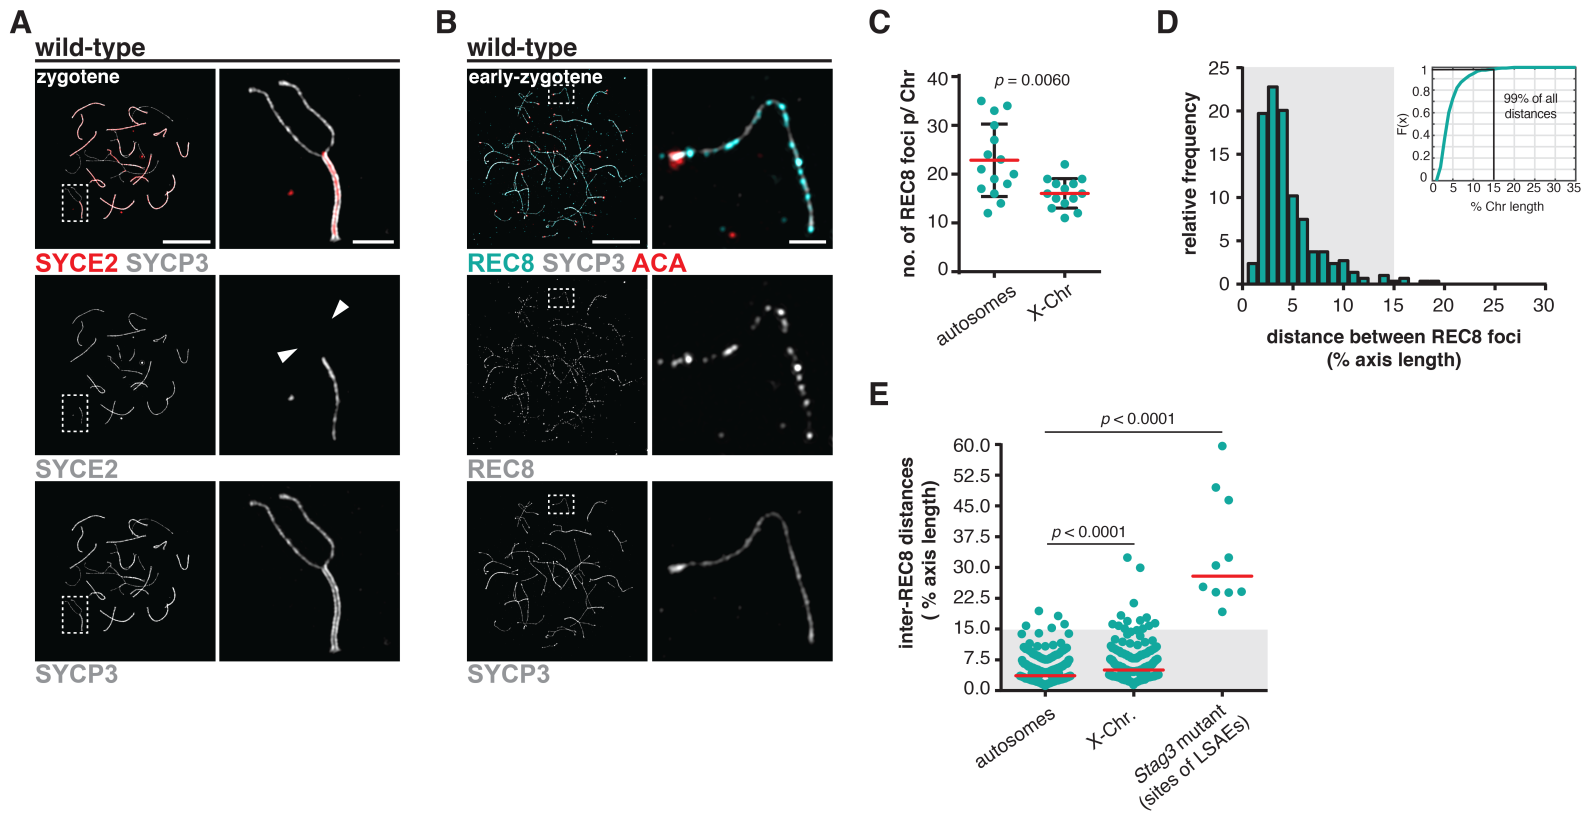 A
wild-type
zygotene
SYCE2 SYCP3
SYCE2
SYCP3
B
wild-type
early-zygotene
REC8 SYCP3 ACA
REC8
SYCP3
C
no. of REC8 foci p/ Chr
40
30
20
10
0
p = 0.0060
autosomes
X-Chr
D
relative frequency
25
20
15
10
5
0
0 5 10 15 20 25 30
distance between REC8 foci
(% axis length)
F(x)
1
0.8
0.6
0.4
0.2
0
99% of all
distances
0 5 10 15 20 25 30 35
% Chr length
E
inter-REC8 distances
( % axis length)
60.0
52.5
45.0
37.5
30.0
22.5
15.0
7.5
0.0
p < 0.0001
p < 0.0001
autosomes
X-Chr.
Stag3 mutant
(sites of LSAEs)